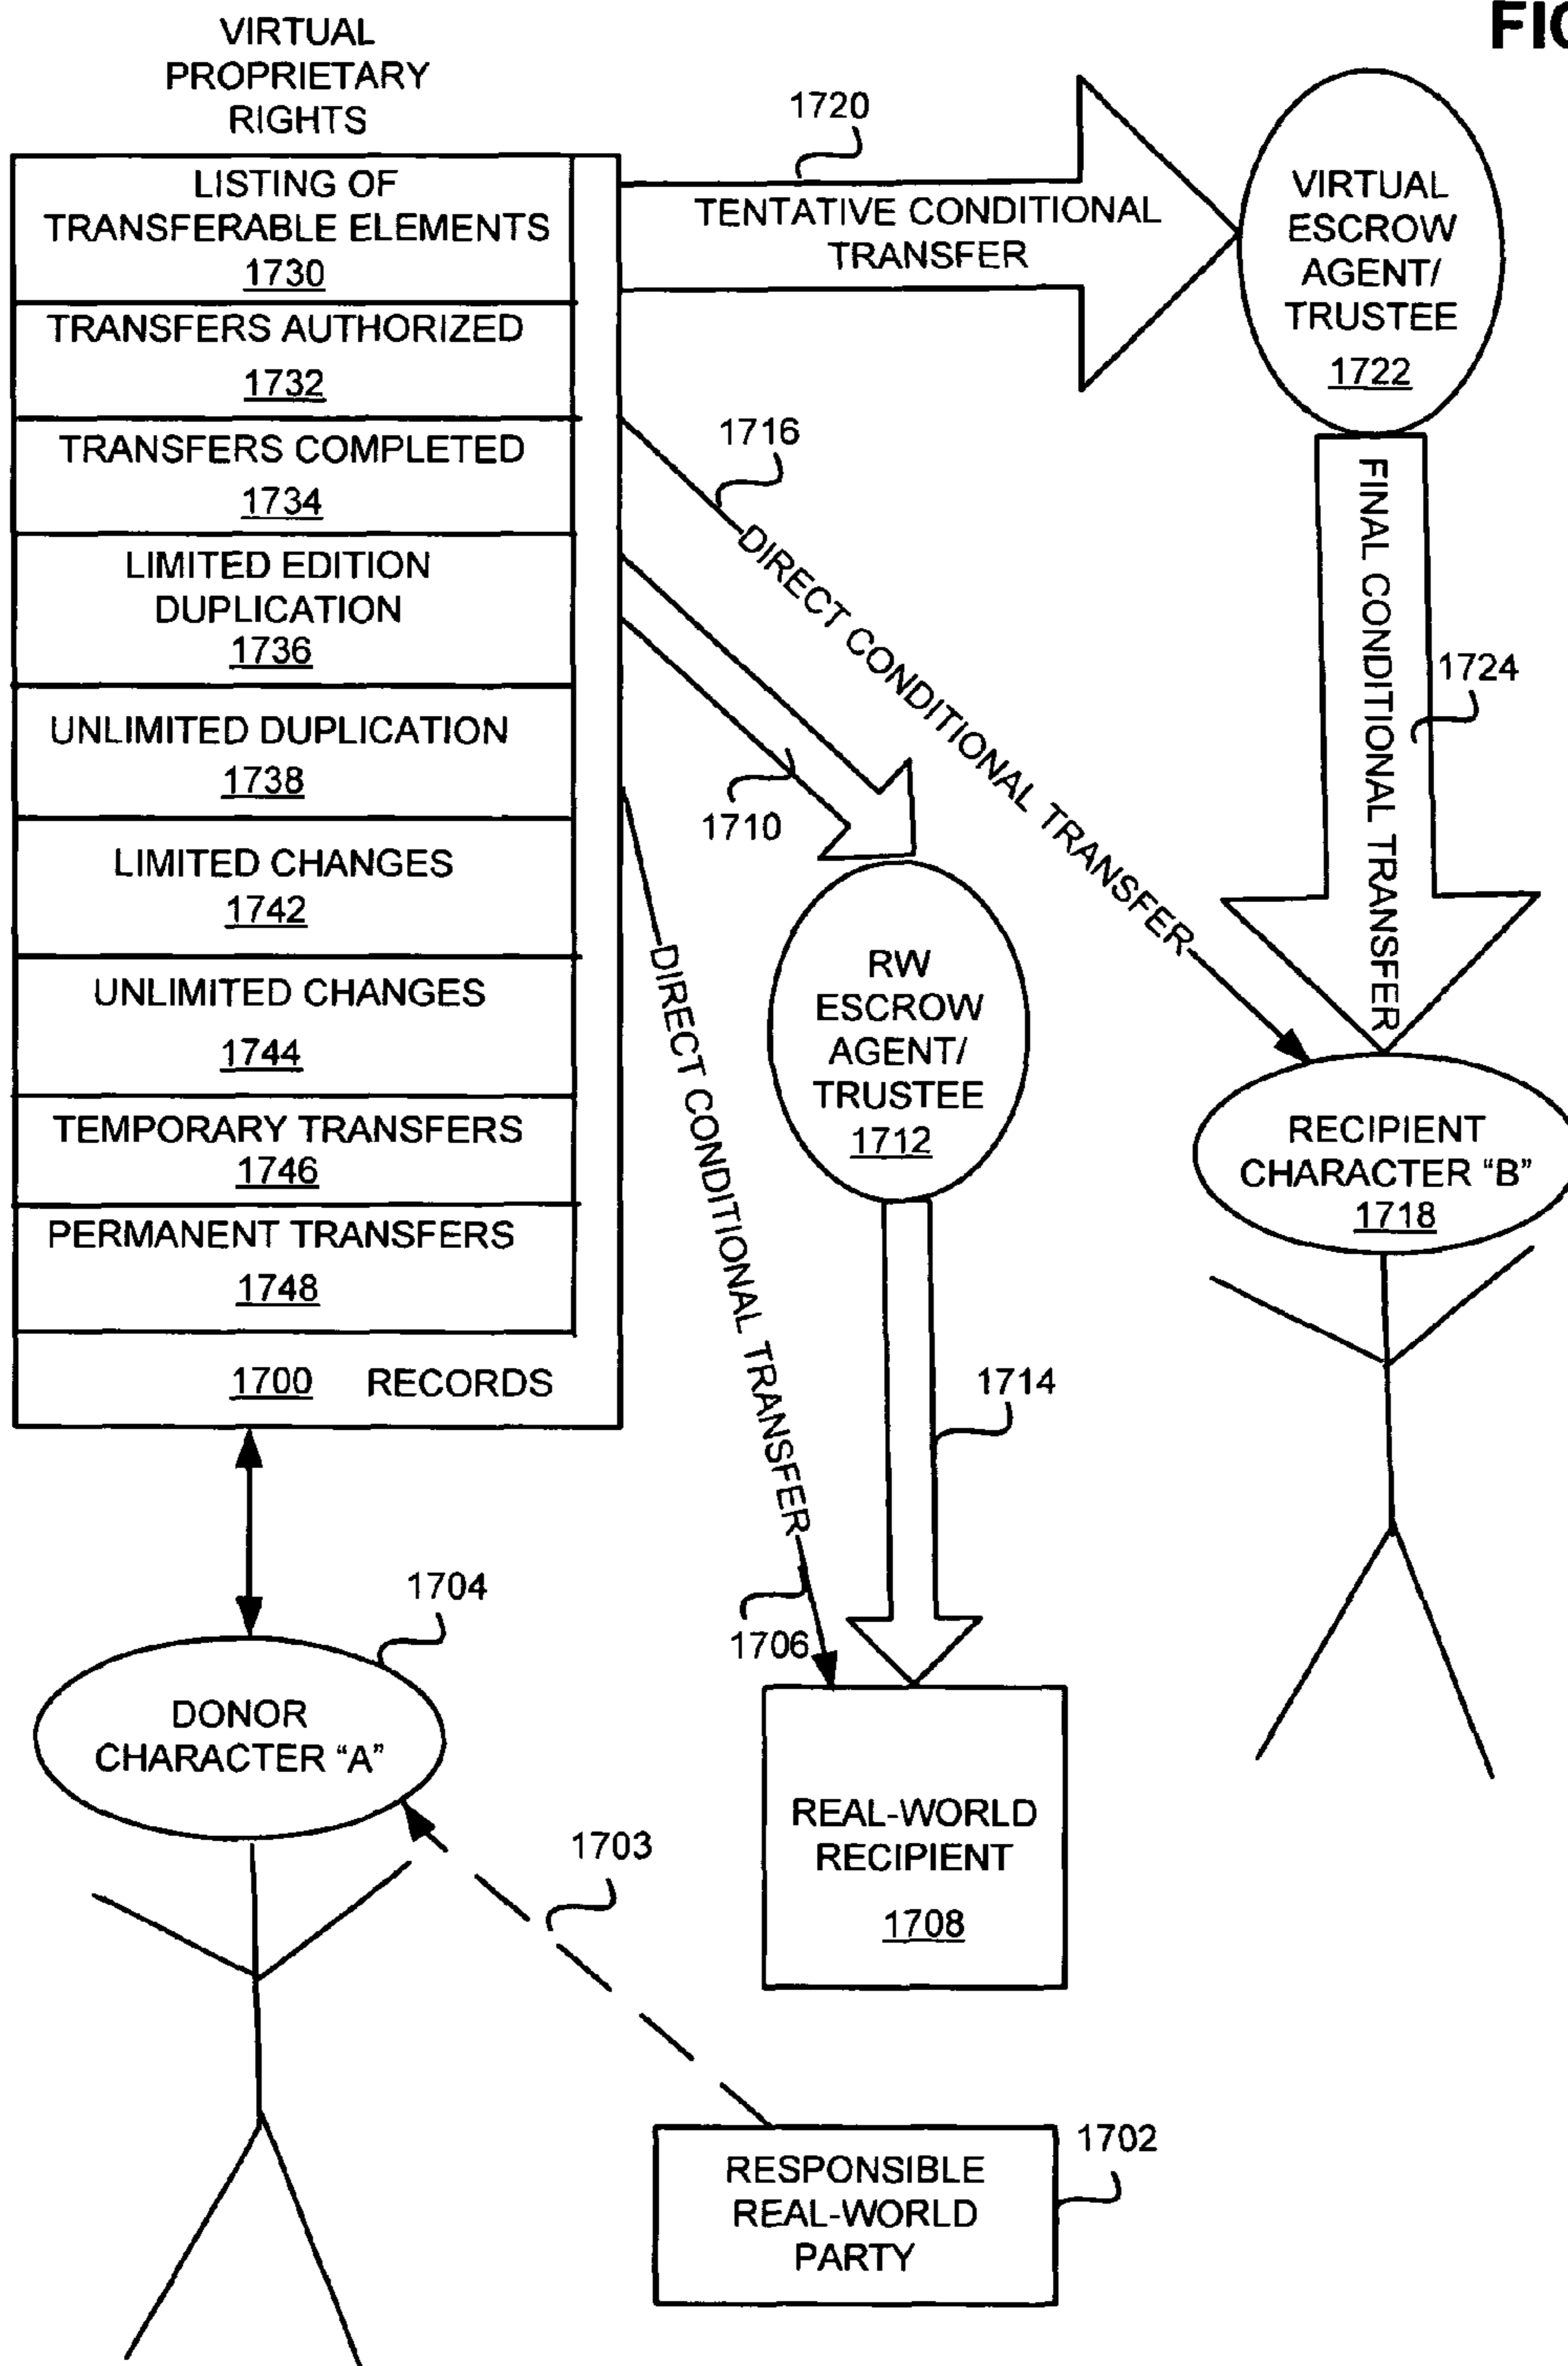 FIG
VIRTUAL
PROPRIETARY
RIGHTS
LISTING OF
TRANSFERABLE ELEMENTS
1730
TRANSFERS AUTHORIZED
1732
TRANSFERS COMPLETED
1734
LIMITED EDITION
DUPLICATION
1736
UNLIMITED DUPLICATION
1738
LIMITED CHANGES
1742
UNLIMITED CHANGES
1744
TEMPORARY TRANSFERS
1746
PERMANENT TRANSFERS
1748
1700 RECORDS
1720
TENTATIVE CONDITIONAL
TRANSFER
VIRTUAL
ESCROW
AGENT/
TRUSTEE
1722
1716
DIRECT CONDITIONAL TRANSFER
FINAL CONDITIONAL TRANSFER
1724
1710
RW
ESCROW
AGENT/
TRUSTEE
1712
DIRECT CONDITIONAL TRANSFER
RECIPIENT
CHARACTER “B”
1718
1714
1706
1704
DONOR
CHARACTER “A”
REAL-WORLD
RECIPIENT
1708
1703
1702
RESPONSIBLE
REAL-WORLD
PARTY